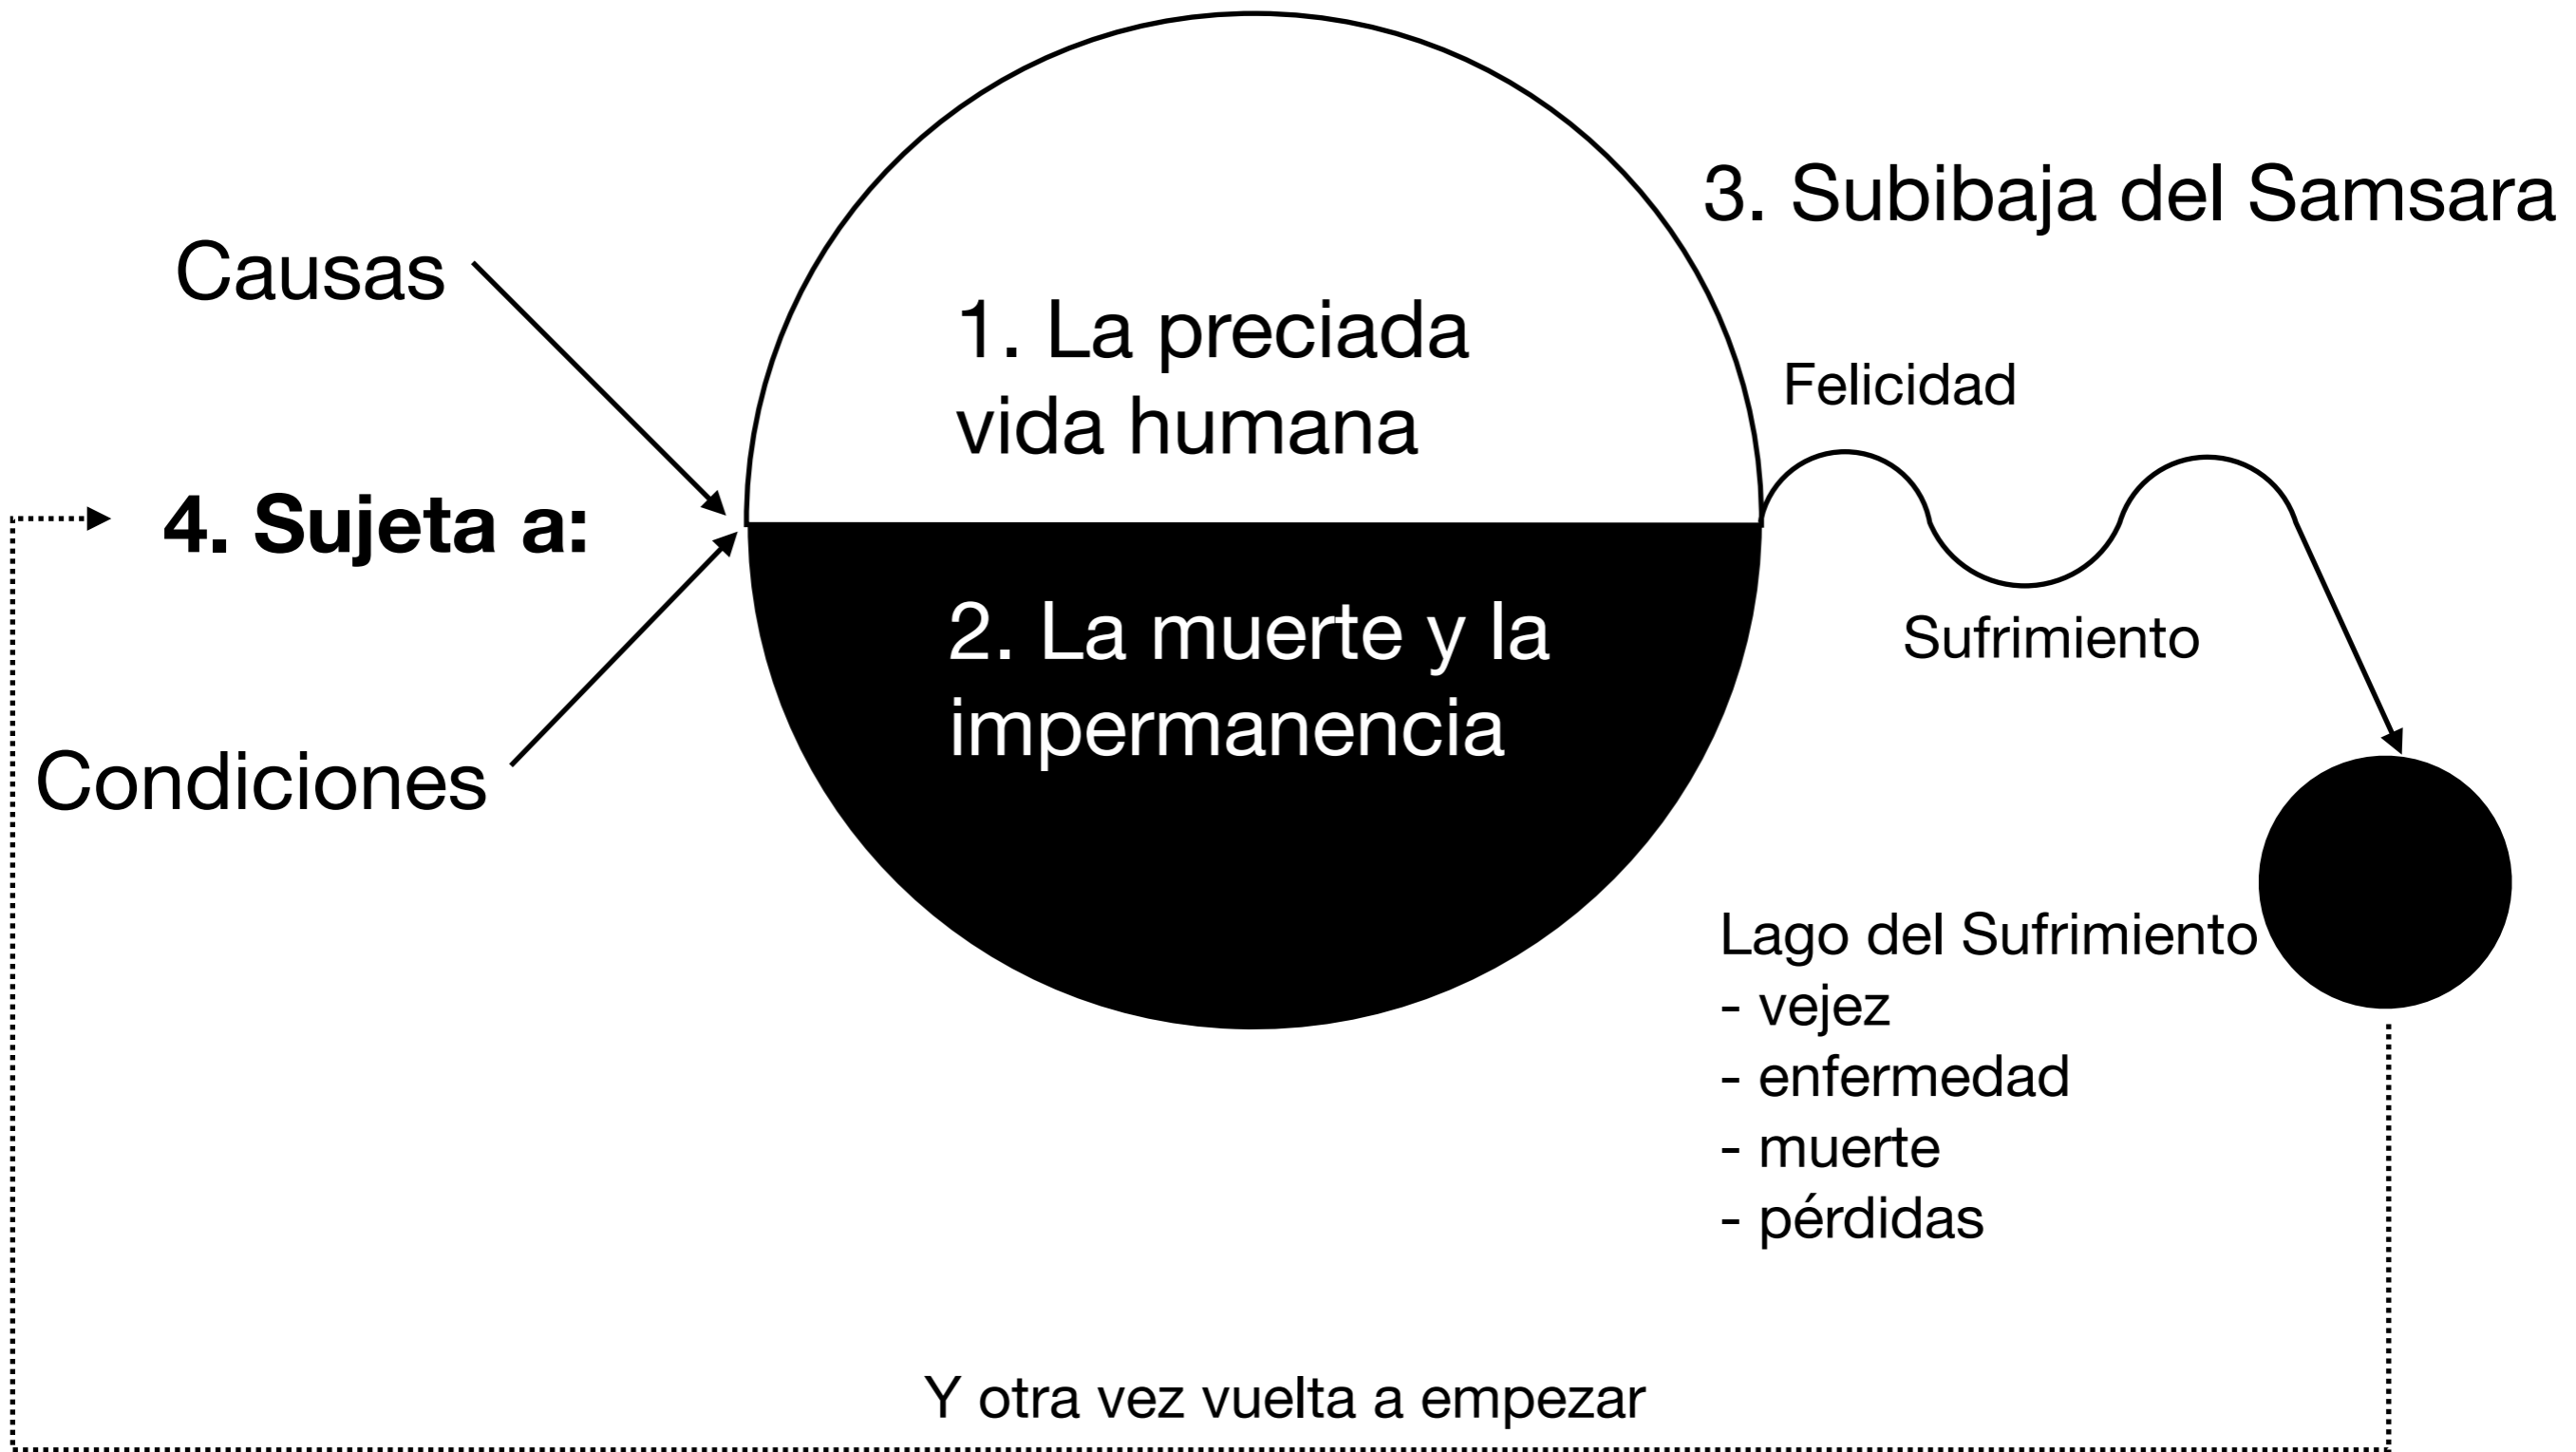 3. Subibaja del Samsara
Causas
1. La preciada
vida humana
Felicidad
4. Sujeta a:
2. La muerte y la
impermanencia
Sufrimiento
Condiciones
Lago del Sufrimiento
- vejez
- enfermedad
- muerte
- pérdidas
Y otra vez vuelta a empezar